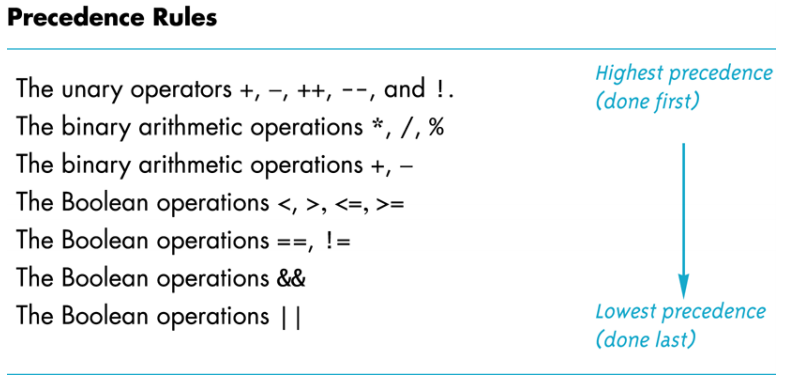 Precedence Rules
The unary operators +, –, ++, --, and !.
The binary arithmetic operations *, /, %
The binary arithmetic operations +, –
The Boolean operations <, >, <=, >=
The Boolean operations ==, !=
The Boolean operations &&
The Boolean operations ||
Highest precedence
(done first)
Lowest precedence
(done last)